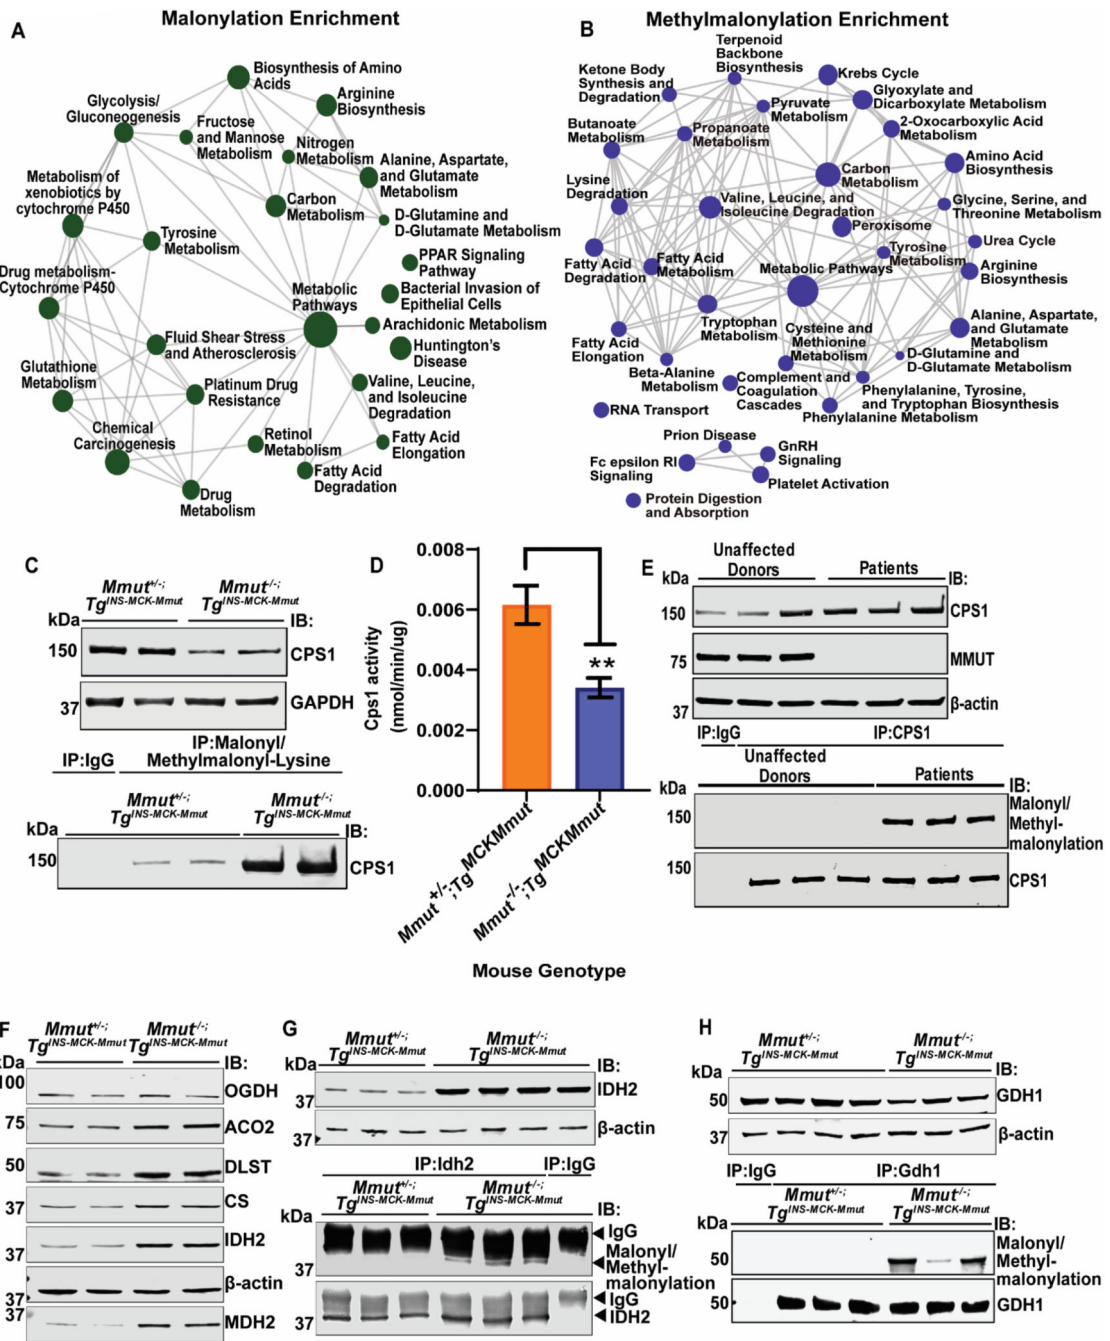 Malonylation Enrichment
A
Biosynthesis of Amino
Acids
Arginine
Biosynthesis
Glycolysis/
Gluconeogenesis
Fructose
and Mannose
Metabolism
Nitrogen
Metabolism
Alanine, Aspartate,
and Glutamate
Metabolism
Metabolism of
xenobiotics by
cytochrome P450
Carbon
Metabolism
D-Glutamine and
D-Glutamate Metabolism
Tyrosine
Metabolism
PPAR Signaling
Pathway
Drug metabolism-
Cytochrome P450
Metabolic
Pathways
Bacterial Invasion of
Epithelial Cells
Arachidonic Metabolism
Fluid Shear Stress
and Atherosclerosis
Huntington's
Disease
Glutathione
Metabolism
Platinum Drug
Resistance
Valine, Leucine,
and Isoleucine
Degradation
Chemical
Carcinogenesis
Retinol
Metabolism
Fatty Acid
Elongation
Fatty Acid
Degradation
Drug
Metabolism
Methylmalonylation Enrichment
B
Terpenoid
Backbone
Biosynthesis
Krebs Cycle
Ketone Body
Synthesis and
Degradation
Glyoxylate and
Dicarboxylate Metabolism
Pyruvate
Metabolism
2-Oxocarboxylic Acid
Metabolism
Butanoate
Metabolism
Propanoate
Metabolism
Carbon
Metabolism
Amino Acid
Biosynthesis
Lysine
Degradation
Valine, Leucine, and
Isoleucine Degradation
Glycine, Serine, and
Threonine Metabolism
Peroxisome
Urea Cycle
Tyrosine
Metabolism
Fatty Acid
Degradation
Fatty Acid
Metabolism
Metabolic Pathways
Arginine
Biosynthesis
Tryptophan
Metabolism
Cysteine and
Methionine
Metabolism
Alanine, Aspartate,
and Glutamate
Metabolism
Fatty Acid
Elongation
D-Glutamine and
D-Glutamate Metabolism
Beta-Alanine
Metabolism
Complement and
Coagulation
Cascades
Phenylalanine, Tyrosine,
and Tryptophan Biosynthesis
Phenylalanine Metabolism
RNA Transport
Prion Disease
GnRH
Signaling
Fc epsilon RI
Signaling
Platelet Activation
Protein Digestion
and Absorption
C
Mmut+/-; Mmut-/-;
TgINS-MCK-Mmut TgINS-MCK-Mmut
kDa IB:
150 CPS1
37 GAPDH
IP:Malonyl/
IP:IgG Methylmalonyl-Lysine
Mmut+/-; Mmut-/-;
TgINS-MCK-Mmut TgINS-MCK-Mmut
kDa IB:
150 CPS1
D
Cps1 activity
(nmol/min/ug)
0.008
0.006
0.004
0.002
0.000
**
Mmut+/-;TgMCKMmut
Mmut-/-;TgMCKMmut
Mouse Genotype
E
Unaffected
Donors Patients
kDa IB:
150 CPS1
75 MMUT
37 β-actin
IP:IgG IP:CPS1
Unaffected
Donors Patients
kDa IB:
150 Malonyl/
Methyl-
malonylation
150 CPS1
F
Mmut+/-; Mmut-/-;
TgINS-MCK-Mmut TgINS-MCK-Mmut
kDa IB:
100 OGDH
75 ACO2
50 DLST
37 CS
37 IDH2
37 β-actin
37 MDH2
G
Mmut+/-; Mmut-/-;
TgINS-MCK-Mmut TgINS-MCK-Mmut
kDa IB:
37 IDH2
37 β-actin
IP:Idh2 IP:IgG
Mmut+/-; Mmut-/-;
TgINS-MCK-Mmut TgINS-MCK-Mmut
kDa IB:
IgG
37 Malonyl/
Methyl-
malonylation
IgG
37 IDH2
H
Mmut+/-; Mmut-/-;
TgINS-MCK-Mmut TgINS-MCK-Mmut
kDa IB:
50 GDH1
37 β-actin
IP:IgG IP:Gdh1
Mmut+/-; Mmut-/-;
TgINS-MCK-Mmut TgINS-MCK-Mmut
kDa IB:
50 Malonyl/
Methyl-
malonylation
50 GDH1